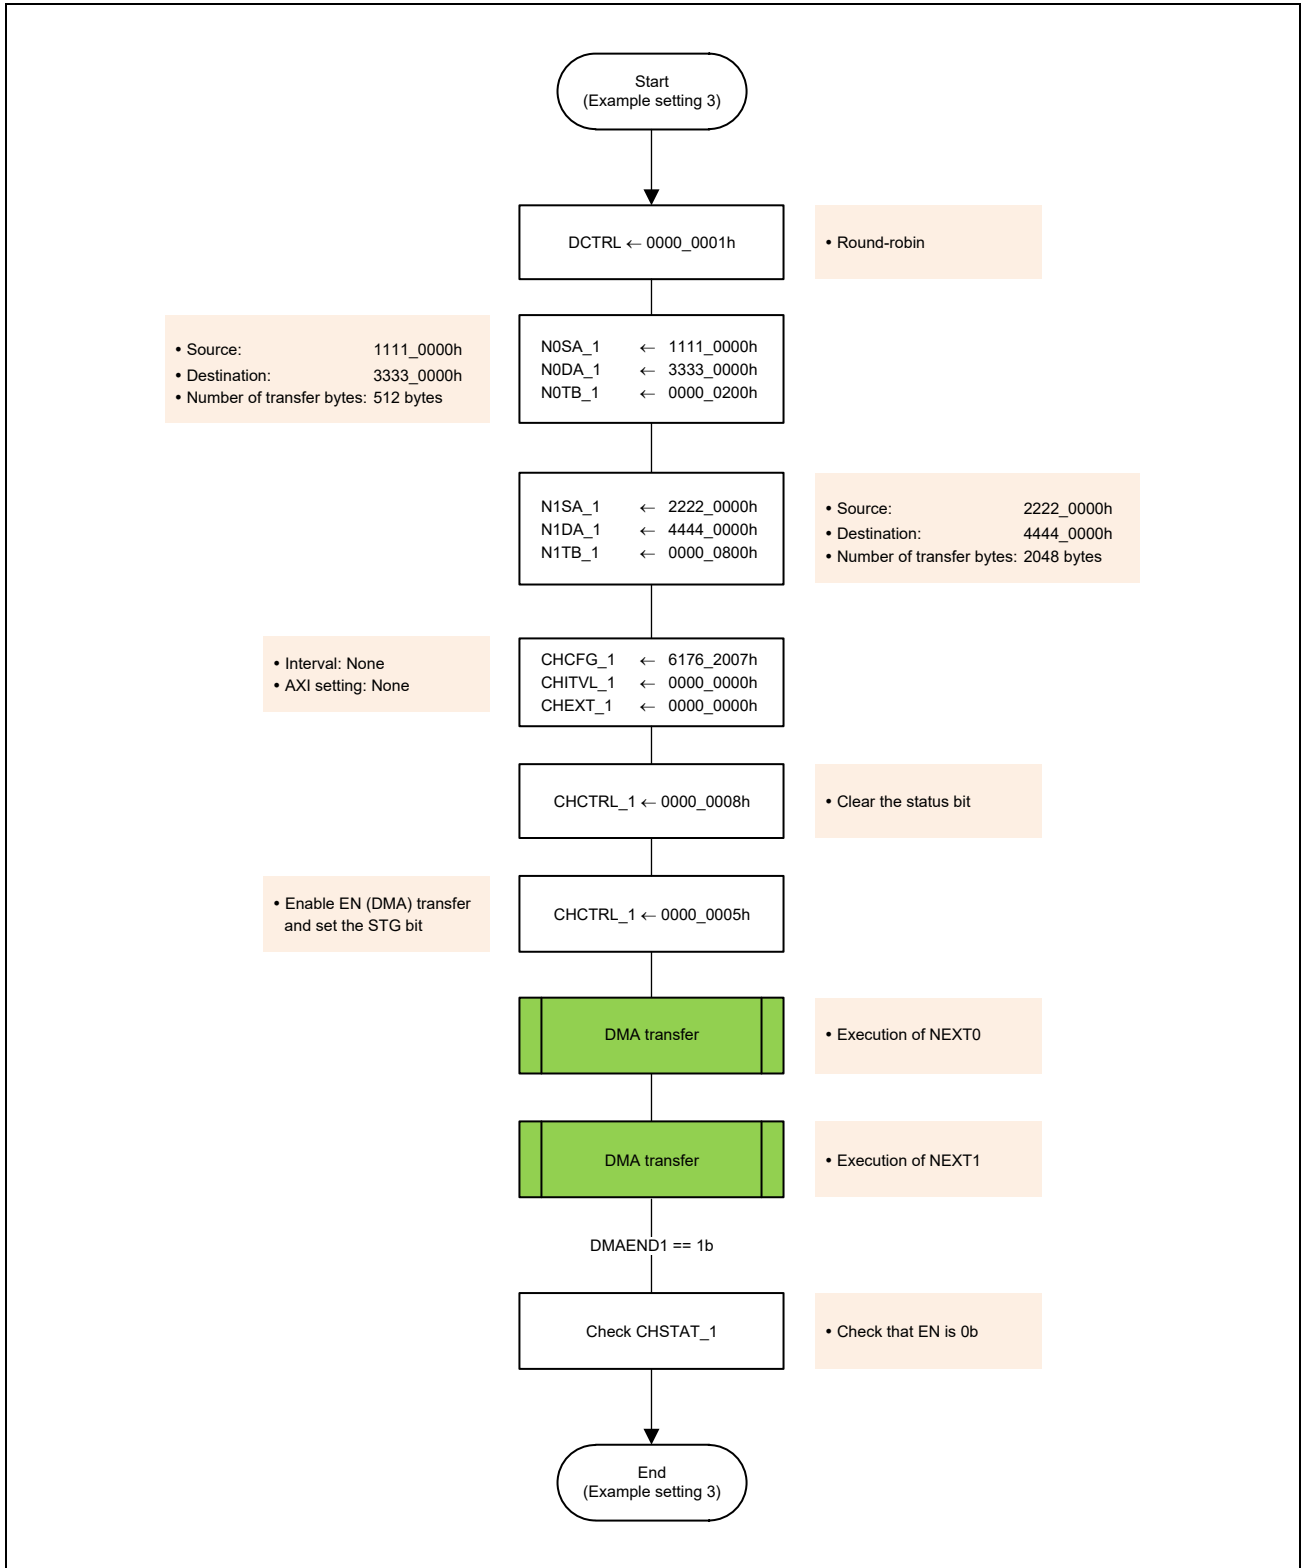 Start
(Example setting 3)
DCTRL ← 0000_0001h
• Round-robin
• Source: 1111_0000h
• Destination: 3333_0000h
• Number of transfer bytes: 512 bytes
N0SA_1 ← 1111_0000h
N0DA_1 ← 3333_0000h
N0TB_1 ← 0000_0200h
N1SA_1 ← 2222_0000h
N1DA_1 ← 4444_0000h
N1TB_1 ← 0000_0800h
• Source: 2222_0000h
• Destination: 4444_0000h
• Number of transfer bytes: 2048 bytes
• Interval: None
• AXI setting: None
CHCFG_1 ← 6176_2007h
CHITVL_1 ← 0000_0000h
CHEXT_1 ← 0000_0000h
CHCTRL_1 ← 0000_0008h
• Clear the status bit
• Enable EN (DMA) transfer
and set the STG bit
CHCTRL_1 ← 0000_0005h
DMA transfer
• Execution of NEXT0
DMA transfer
• Execution of NEXT1
DMAEND1 == 1b
Check CHSTAT_1
• Check that EN is 0b
End
(Example setting 3)